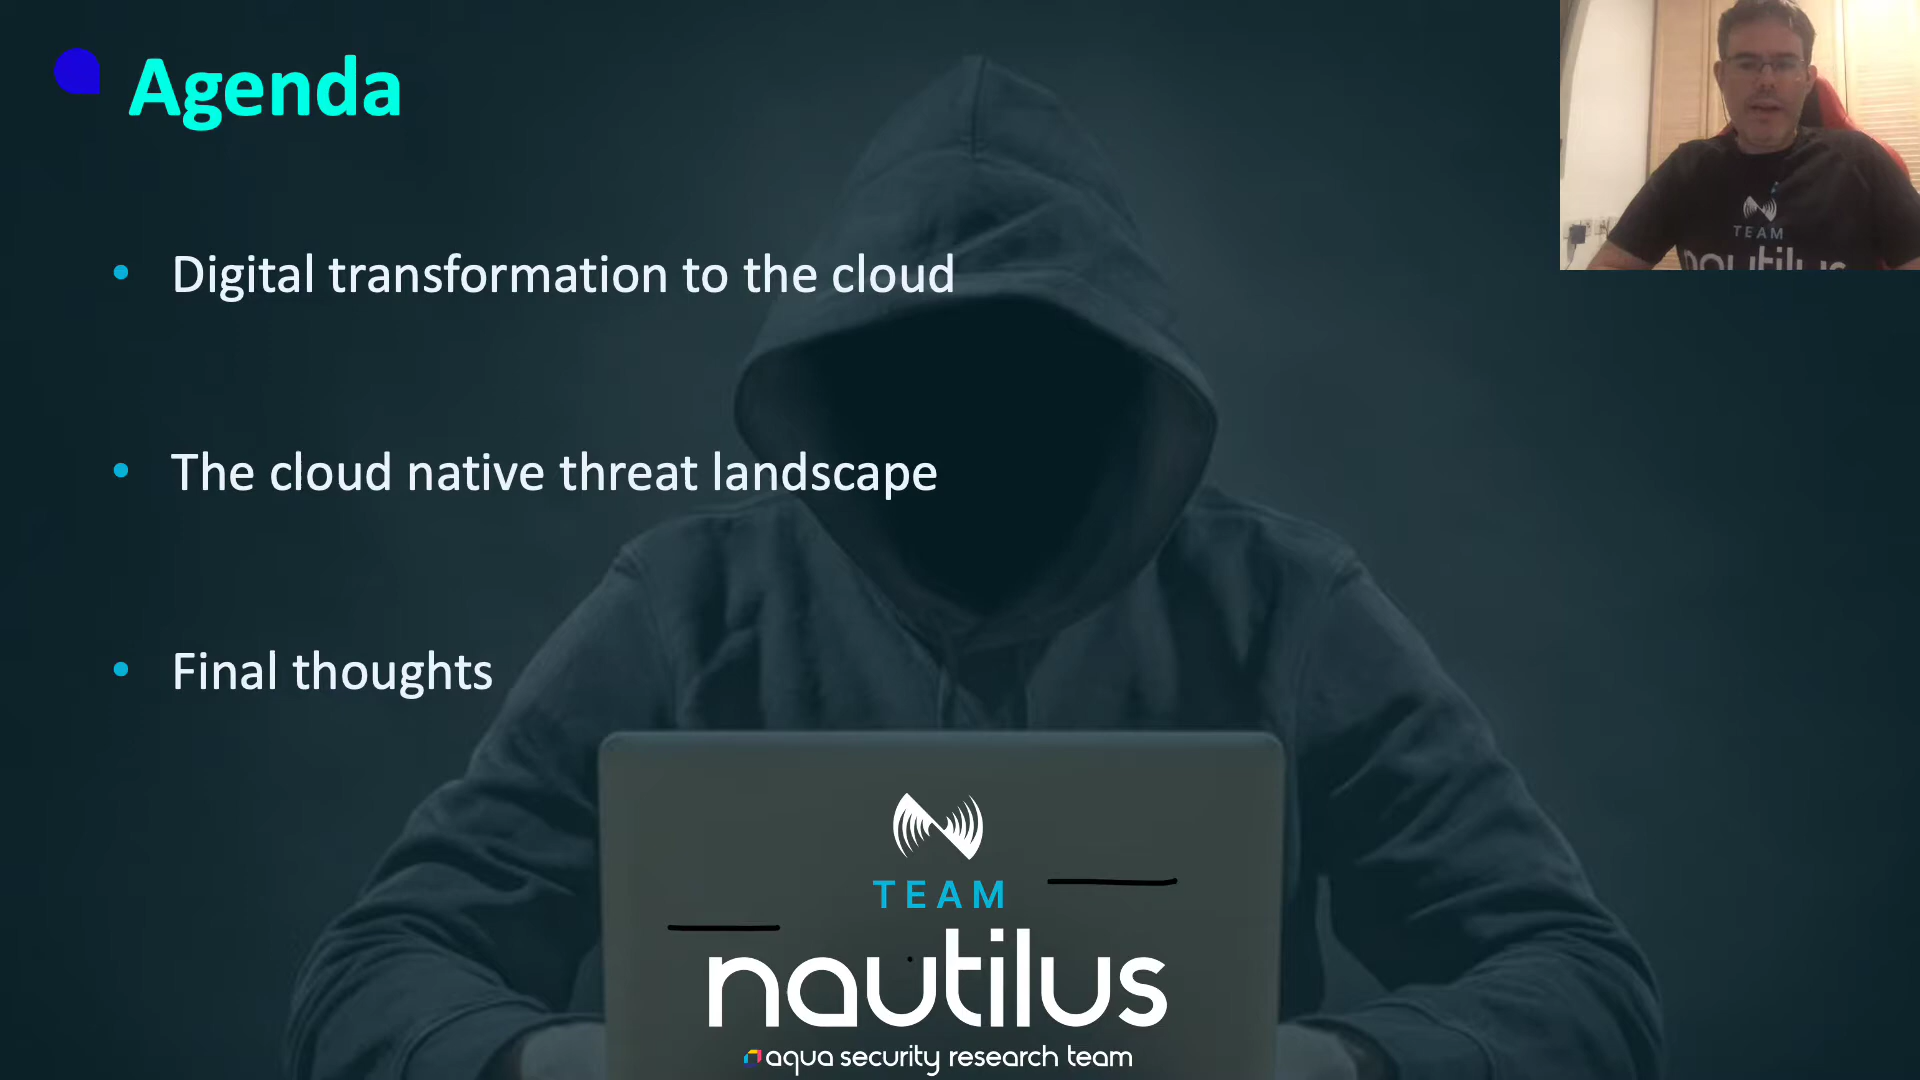 Agenda
• Digital transformation to the cloud
• The cloud native threat landscape
• Final thoughts
TEAM
nautilus
aqua security research team
TEAM
nautilus